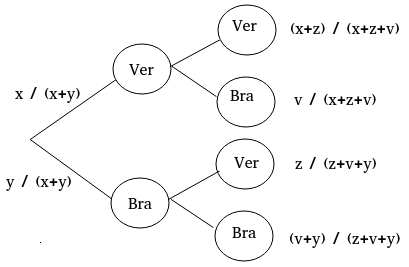 Ver (x+z) / (x+z+v)
Ver
x / (x+y)
Bra v / (x+z+v)
Ver z / (z+v+y)
y / (x+y)
Bra
Bra (v+y) / (z+v+y)